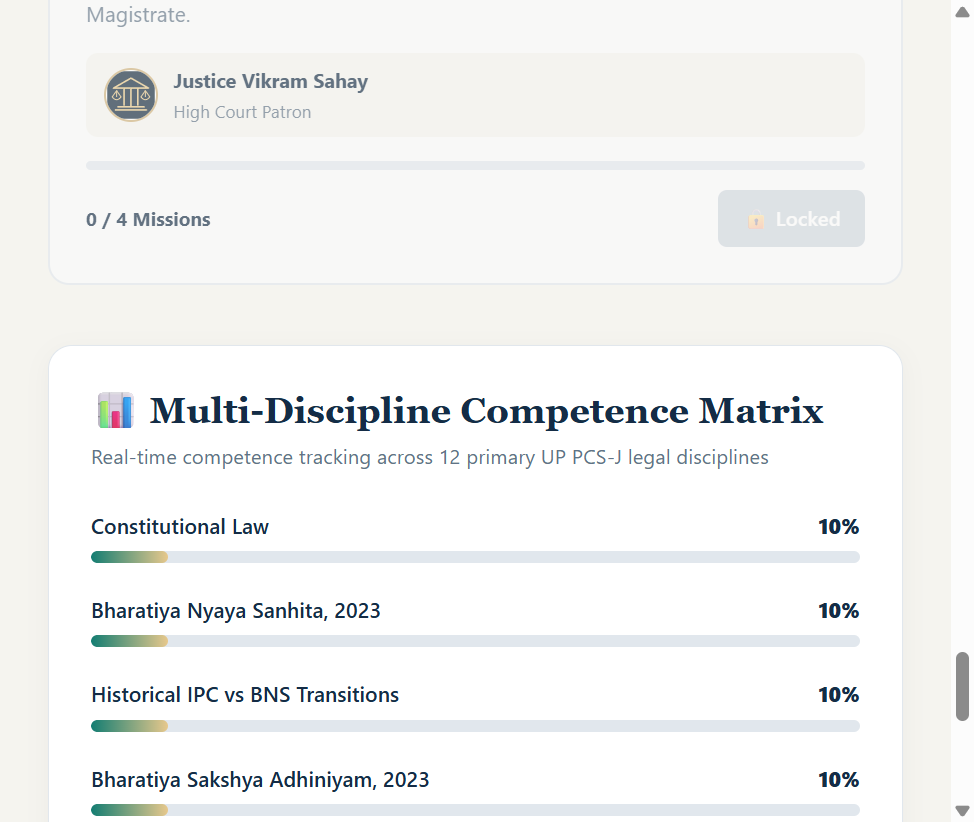 Magistrate.
Justice Vikram Sahay
High Court Patron
0 / 4 Missions
Locked
Multi-Discipline Competence Matrix
Real-time competence tracking across 12 primary UP PCS-J legal disciplines
Constitutional Law 10%
Bharatiya Nyaya Sanhita, 2023 10%
Historical IPC vs BNS Transitions 10%
Bharatiya Sakshya Adhiniyam, 2023 10%